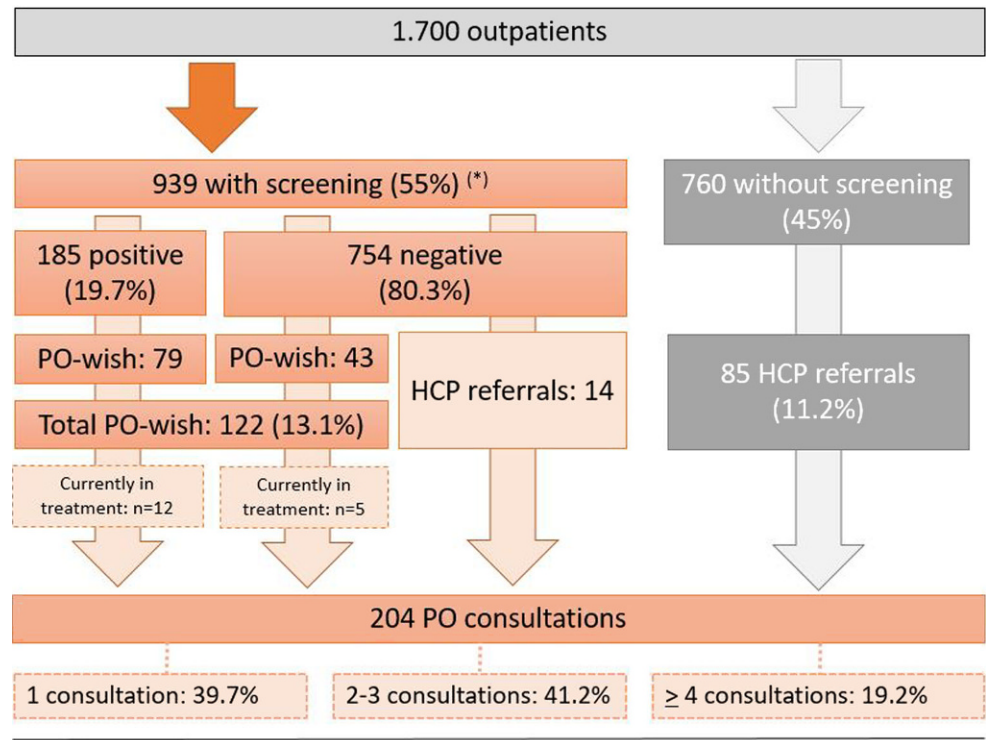 1.700 outpatients
939 with screening (55%) (*)
760 without screening
(45%)
185 positive
(19.7%)
754 negative
(80.3%)
PO-wish: 79
PO-wish: 43
HCP referrals: 14
85 HCP referrals
(11.2%)
Total PO-wish: 122 (13.1%)
Currently in
treatment: n=12
Currently in
treatment: n=5
204 PO consultations
1 consultation: 39.7%
2-3 consultations: 41.2%
≥ 4 consultations: 19.2%